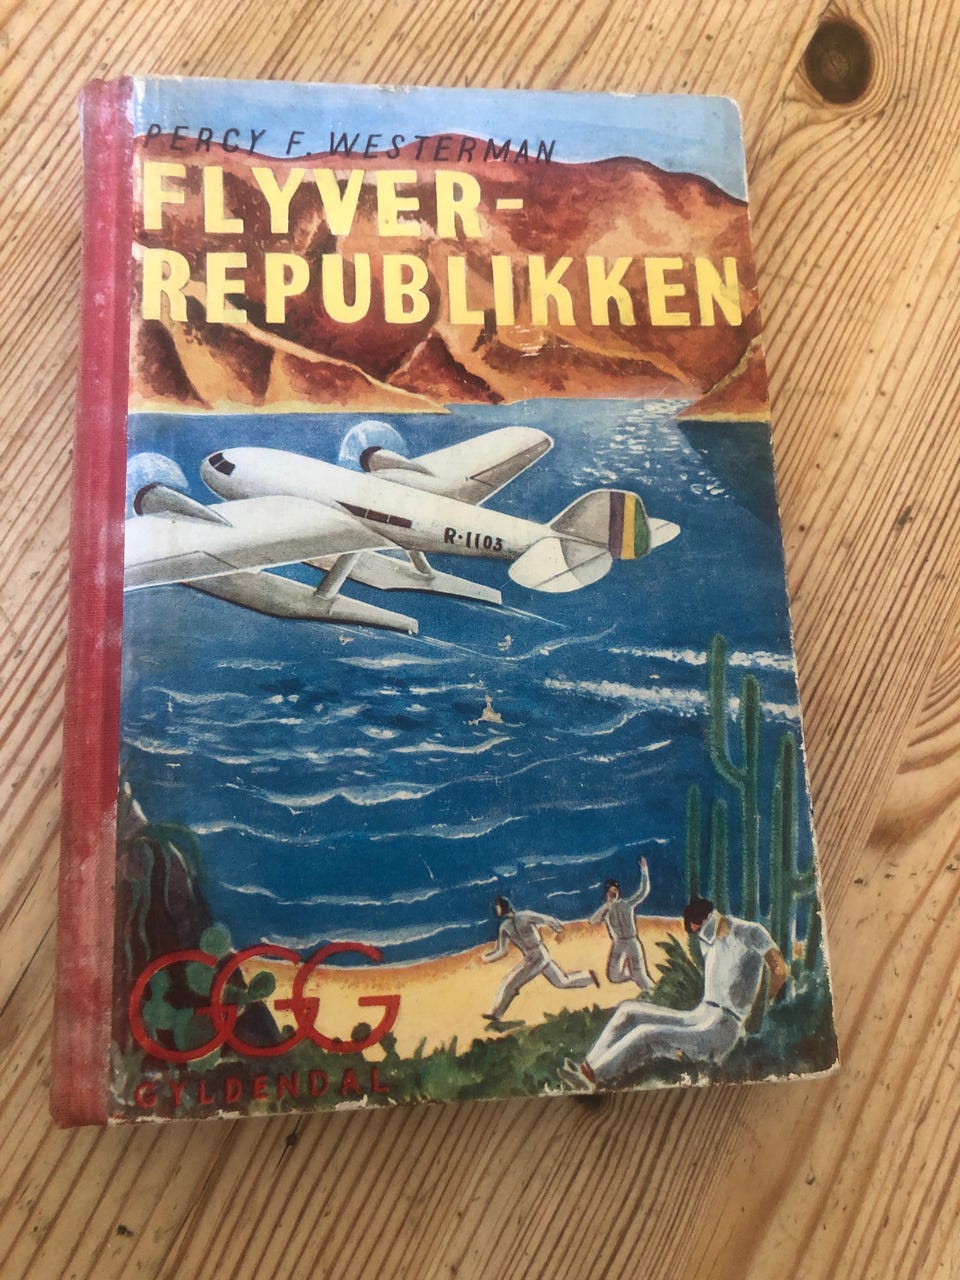 PERCY F. WESTERMAN
FLYVER-
REPUBLIKKEN
R-1103
GGG
GYLDENDAL